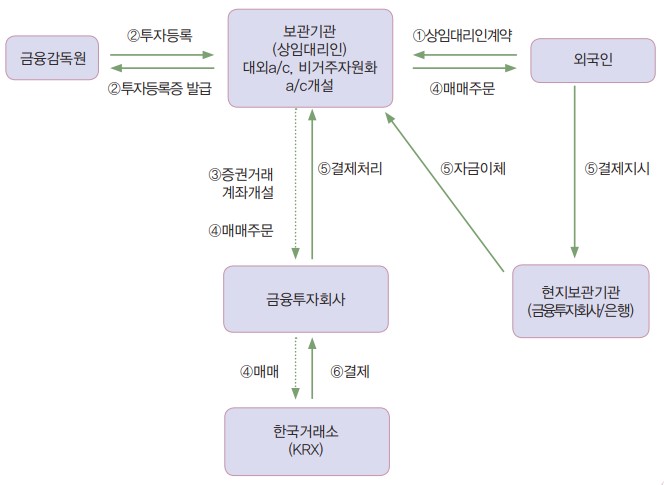 금융감독원
②투자등록
②투자등록증 발급
보관기관
(상임대리인)
대외a/c, 비거주자원화
a/c개설
①상임대리인계약
④매매주문
외국인
③증권거래
계좌개설
④매매주문
⑤결제처리
⑤자금이체
⑤결제지시
금융투자회사
현지보관기관
(금융투자회사/은행)
④매매
⑥결제
한국거래소
(KRX)